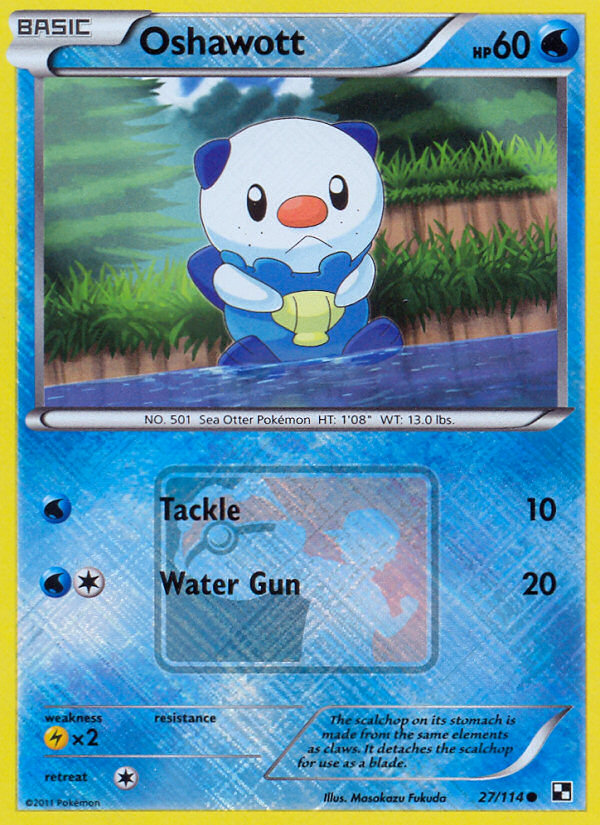 BASIC
Oshawott
HP60
NO. 501 Sea Otter Pokémon HT: 1'08" WT: 13.0 lbs.
Tackle 10
Water Gun 20
weakness resistance
×2
The scalchop on its stomach is
made from the same elements
as claws. It detaches the scalchop
for use as a blade.
retreat
©2011 Pokémon
Illus. Masakazu Fukuda 27/114